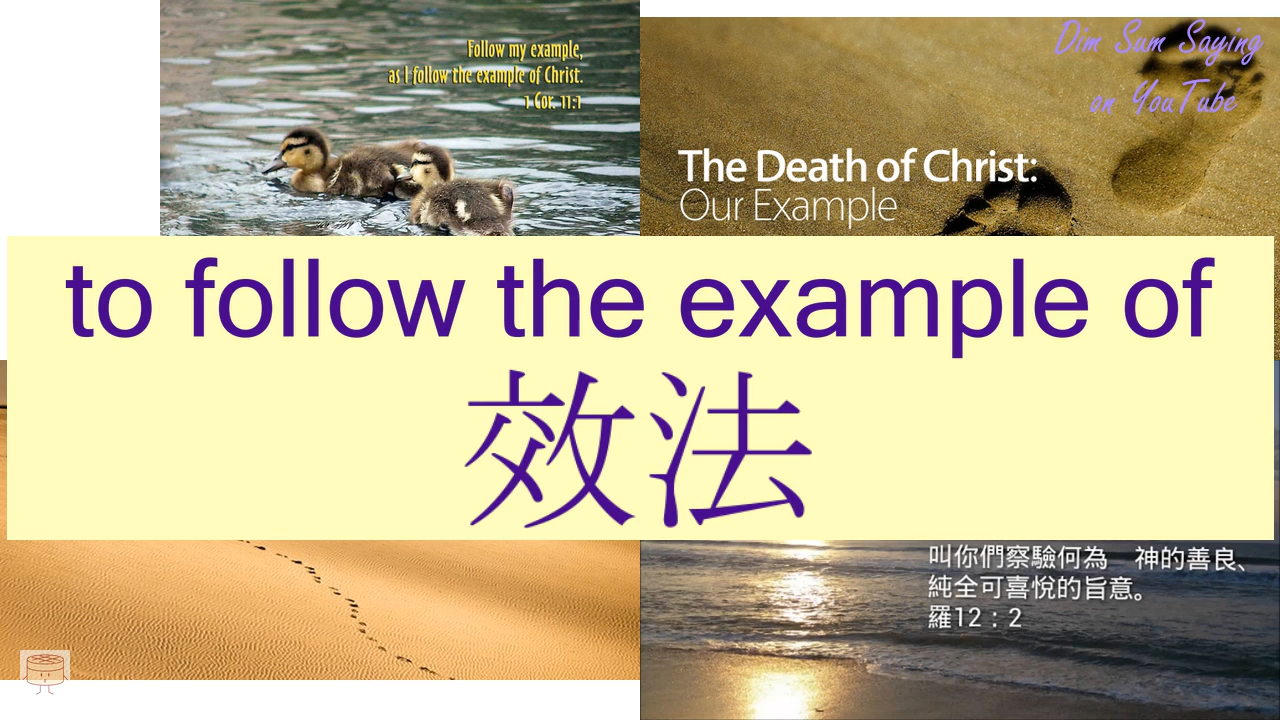 Follow my example,
as I follow the example of Christ.
1 Cor. 11:1
Dim Sum Saying
on YouTube
The Death of Christ:
Our Example
to follow the example of
效法
叫你們察驗何為　神的善良、
純全可喜悅的旨意。
羅12：2